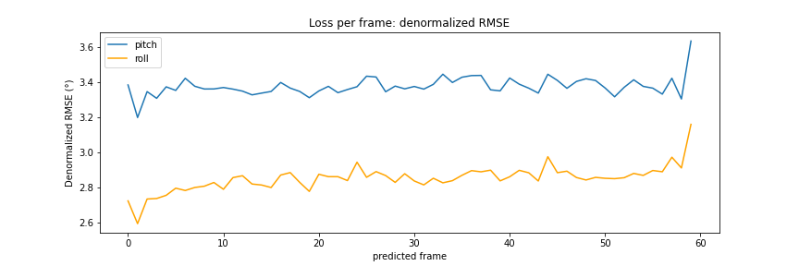 Loss per frame: denormalized RMSE
pitch
roll
Denormalized RMSE (°)
3.6
3.4
3.2
3.0
2.8
2.6
0 10 20 30 40 50 60
predicted frame